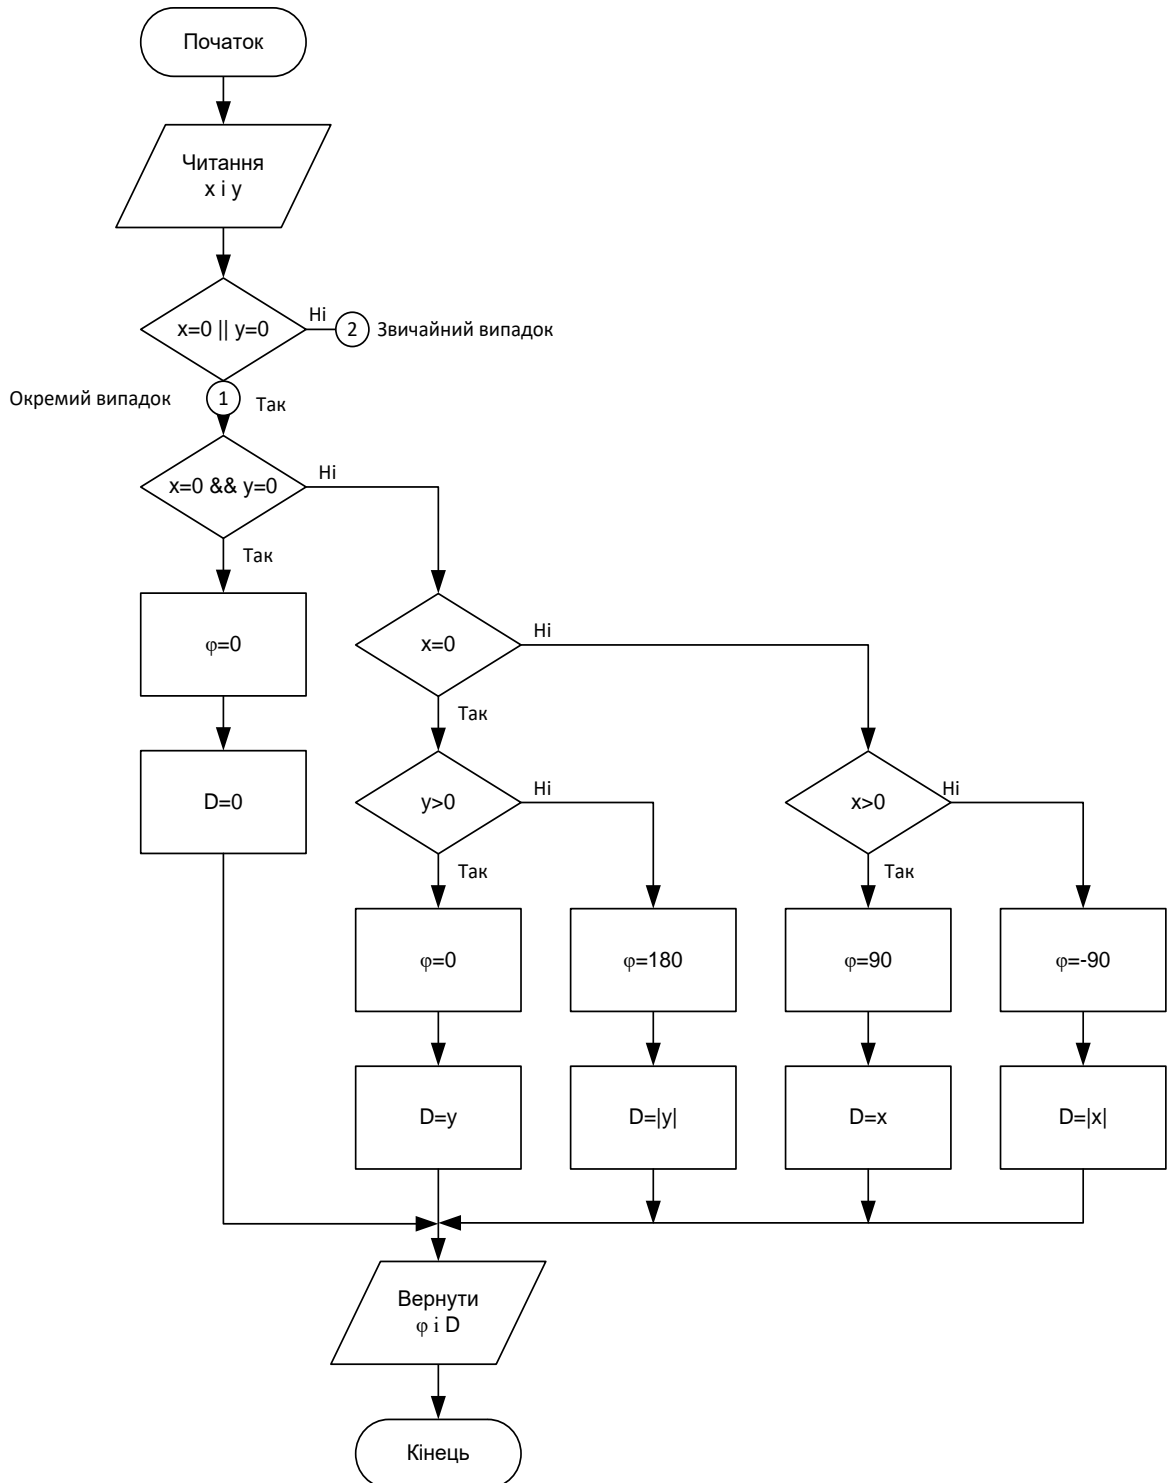 Початок
Читання
x і y
x=0 || y=0
Ні
2
Звичайний випадок
Окремий випадок
1
Так
x=0 && y=0
Ні
Так
φ=0
x=0
Ні
Так
D=0
y>0
Ні
x>0
Ні
Так
Так
φ=0
φ=180
φ=90
φ=-90
D=y
D=|y|
D=x
D=|x|
Вернути
φ і D
Кінець